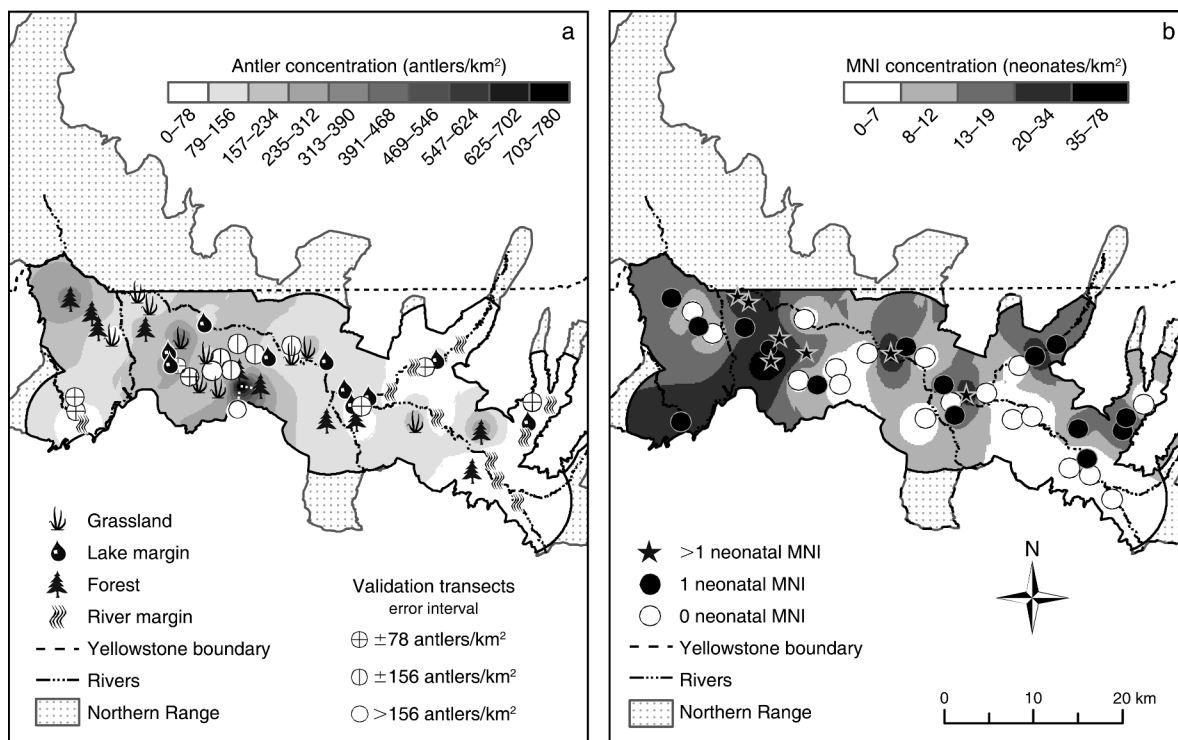 a
Antler concentration (antlers/km²)
0–78
79–156
157–234
235–312
313–390
391–468
469–546
547–624
625–702
703–780
Grassland
Lake margin
Forest
River margin
Yellowstone boundary
Rivers
Northern Range
Validation transects
error interval
±78 antlers/km²
±156 antlers/km²
>156 antlers/km²
b
MNI concentration (neonates/km²)
0–7
8–12
13–19
20–34
35–78
>1 neonatal MNI
1 neonatal MNI
0 neonatal MNI
Yellowstone boundary
Rivers
Northern Range
N
0 10 20 km